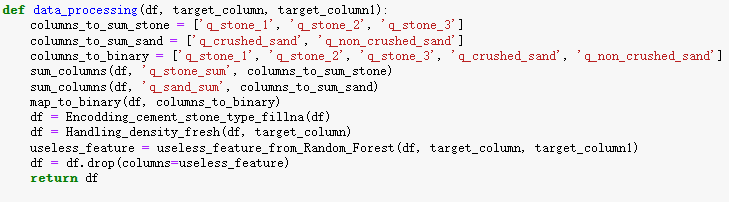 def data_processing(df, target_column, target_column1):
    columns_to_sum_stone = ['q_stone_1', 'q_stone_2', 'q_stone_3']
    columns_to_sum_sand = ['q_crushed_sand', 'q_non_crushed_sand']
    columns_to_binary = ['q_stone_1', 'q_stone_2', 'q_stone_3', 'q_crushed_sand', 'q_non_crushed_sand']
    sum_columns(df, 'q_stone_sum', columns_to_sum_stone)
    sum_columns(df, 'q_sand_sum', columns_to_sum_sand)
    map_to_binary(df, columns_to_binary)
    df = Encodding_cement_stone_type_fillna(df)
    df = Handling_density_fresh(df, target_column)
    useless_feature = useless_feature_from_Random_Forest(df, target_column, target_column1)
    df = df.drop(columns=useless_feature)
    return df